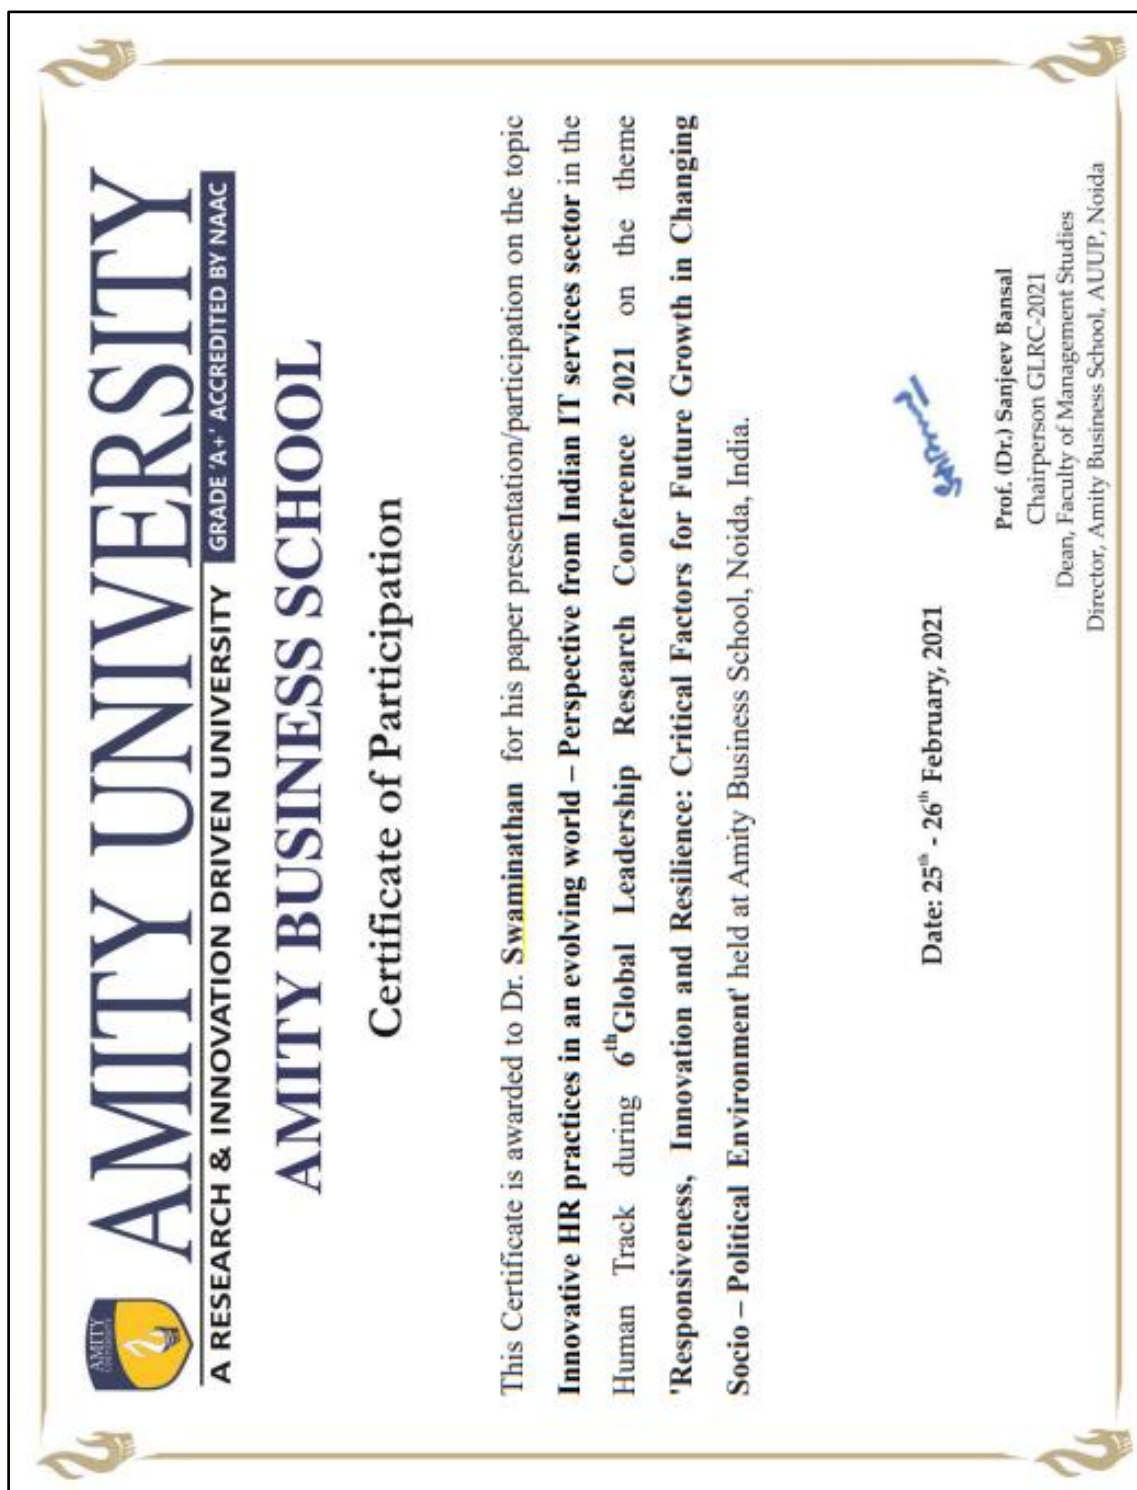 AMITY
UNIVERSITY
AMITY UNIVERSITY
A RESEARCH & INNOVATION DRIVEN UNIVERSITY GRADE 'A+' ACCREDITED BY NAAC
AMITY BUSINESS SCHOOL
Certificate of Participation
This Certificate is awarded to Dr. Swaminathan for his paper presentation/participation on the topic
Innovative HR practices in an evolving world – Perspective from Indian IT services sector in the
Human Track during 6th Global Leadership Research Conference 2021 on the theme
'Responsiveness, Innovation and Resilience: Critical Factors for Future Growth in Changing
Socio – Political Environment' held at Amity Business School, Noida, India.
Date: 25th - 26th February, 2021
Prof. (Dr.) Sanjeev Bansal
Chairperson GLRC-2021
Dean, Faculty of Management Studies
Director, Amity Business School, AUUP, Noida